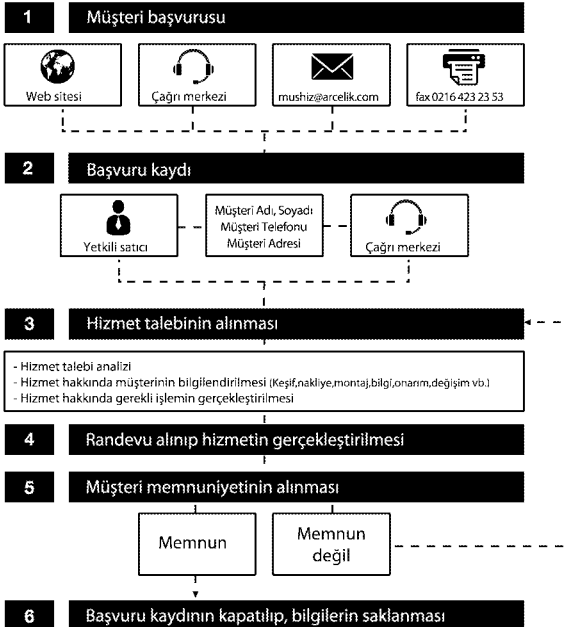 1 Müşteri başvurusu
Web sitesi
Çağrı merkezi
mushiz@arcelik.com
fax 0216 423 23 53
2 Başvuru kaydı
Yetkili satıcı
Müşteri Adı, Soyadı
Müşteri Telefonu
Müşteri Adresi
Çağrı merkezi
3 Hizmet talebinin alınması
- Hizmet talebi analizi
- Hizmet hakkında müşterinin bilgilendirilmesi (Keşif,nakliye,montaj,bilgi,onarım,değişim vb.)
- Hizmet hakkında gerekli işlemin gerçekleştirilmesi
4 Randevu alınıp hizmetin gerçekleştirilmesi
5 Müşteri memnuniyetinin alınması
Memnun
Memnun
değil
6 Başvuru kaydının kapatılıp, bilgilerin saklanması